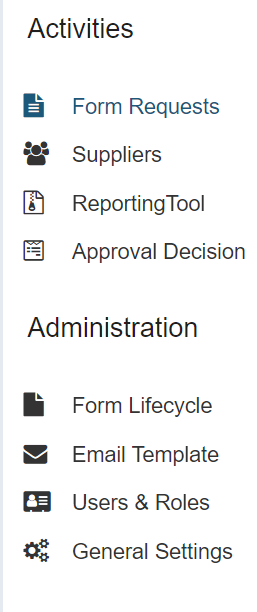 Activities
Form Requests
Suppliers
ReportingTool
Approval Decision
Administration
Form Lifecycle
Email Template
Users & Roles
General Settings